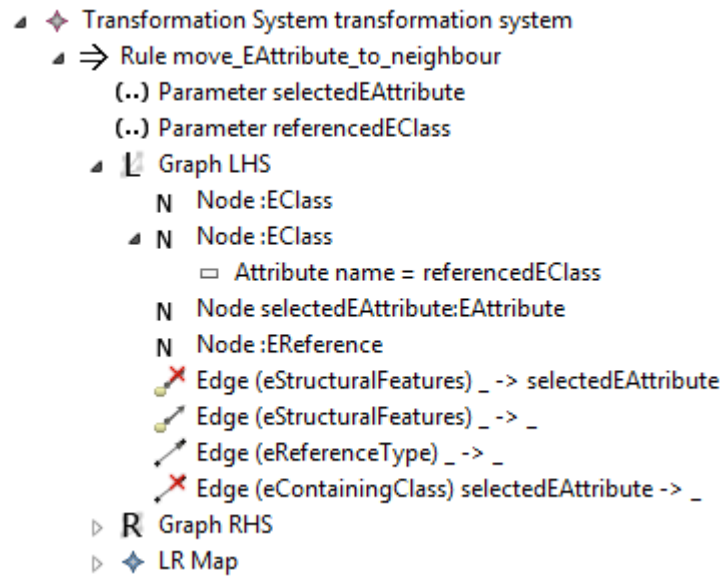 Transformation System transformation system
Rule move_EAttribute_to_neighbour
(..) Parameter selectedEAttribute
(..) Parameter referencedEClass
L Graph LHS
N Node :EClass
N Node :EClass
Attribute name = referencedEClass
N Node selectedEAttribute:EAttribute
N Node :EReference
Edge (eStructuralFeatures) _ -> selectedEAttribute
Edge (eStructuralFeatures) _ -> _
Edge (eReferenceType) _ -> _
Edge (eContainingClass) selectedEAttribute -> _
R Graph RHS
LR Map